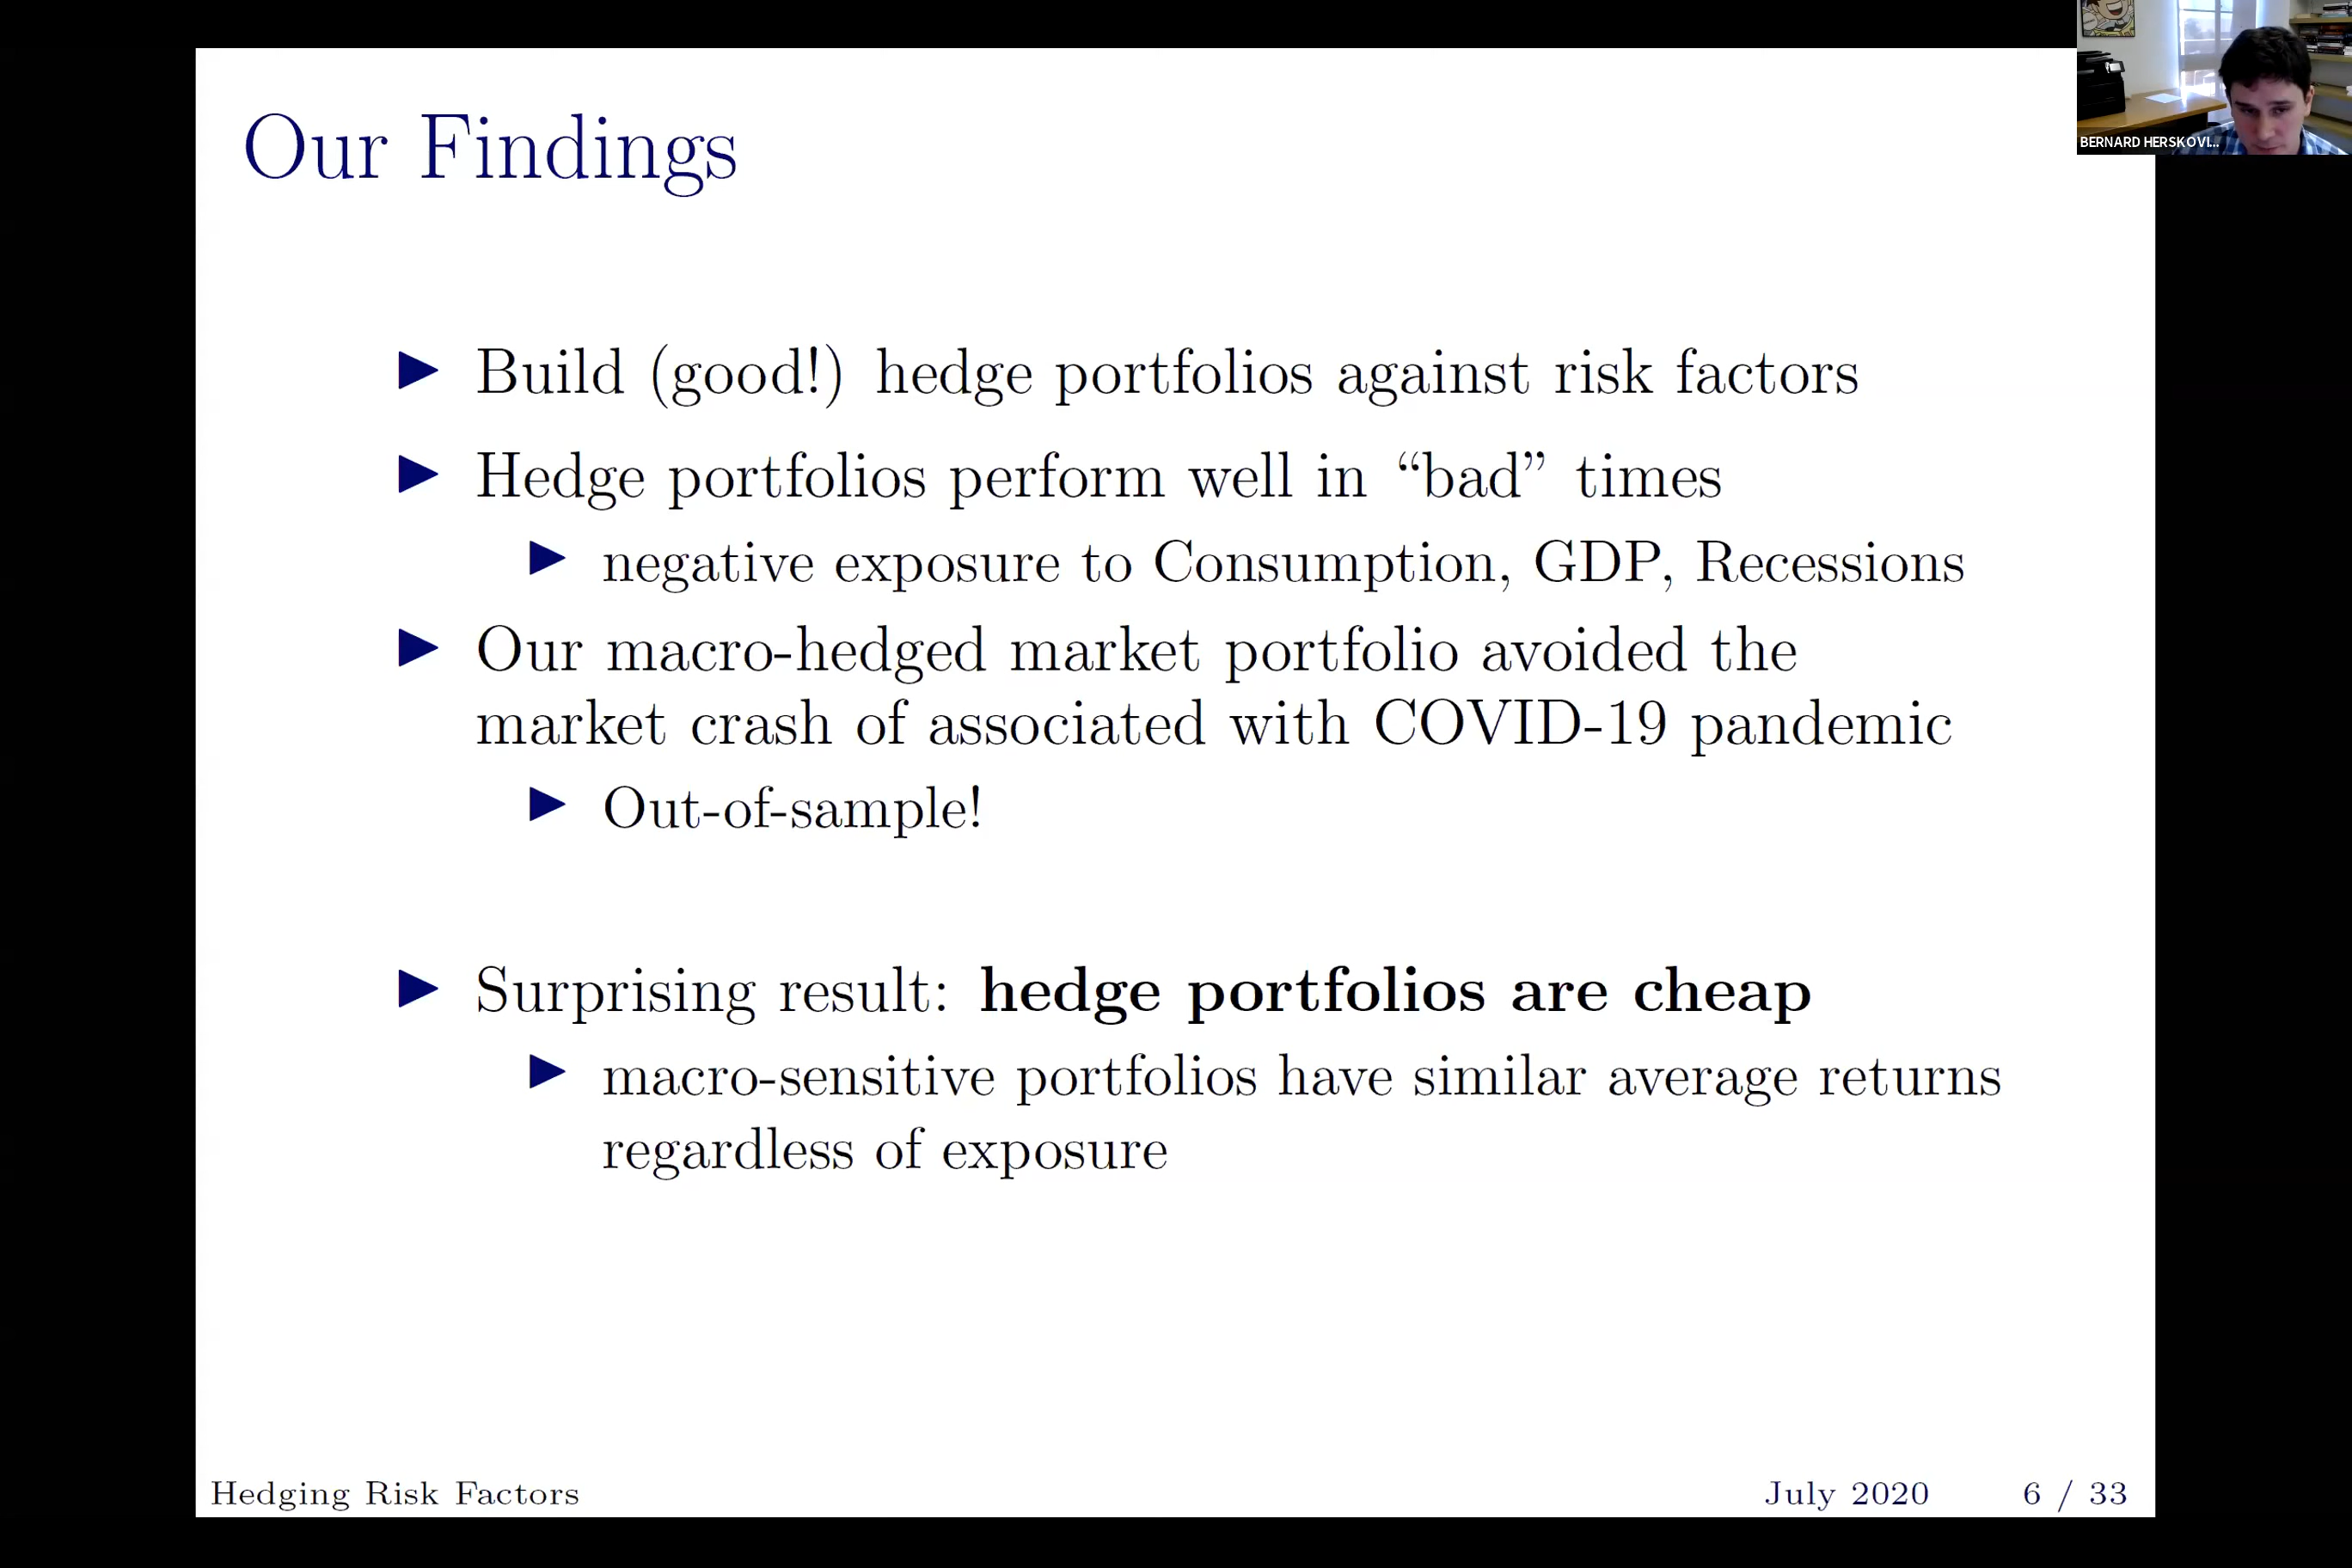 BERNARD HERSKOVI...
Our Findings
▶ Build (good!) hedge portfolios against risk factors
▶ Hedge portfolios perform well in “bad” times
▶ negative exposure to Consumption, GDP, Recessions
▶ Our macro-hedged market portfolio avoided the
market crash of associated with COVID-19 pandemic
▶ Out-of-sample!
▶ Surprising result: hedge portfolios are cheap
▶ macro-sensitive portfolios have similar average returns
regardless of exposure
Hedging Risk Factors July 2020 6 / 33